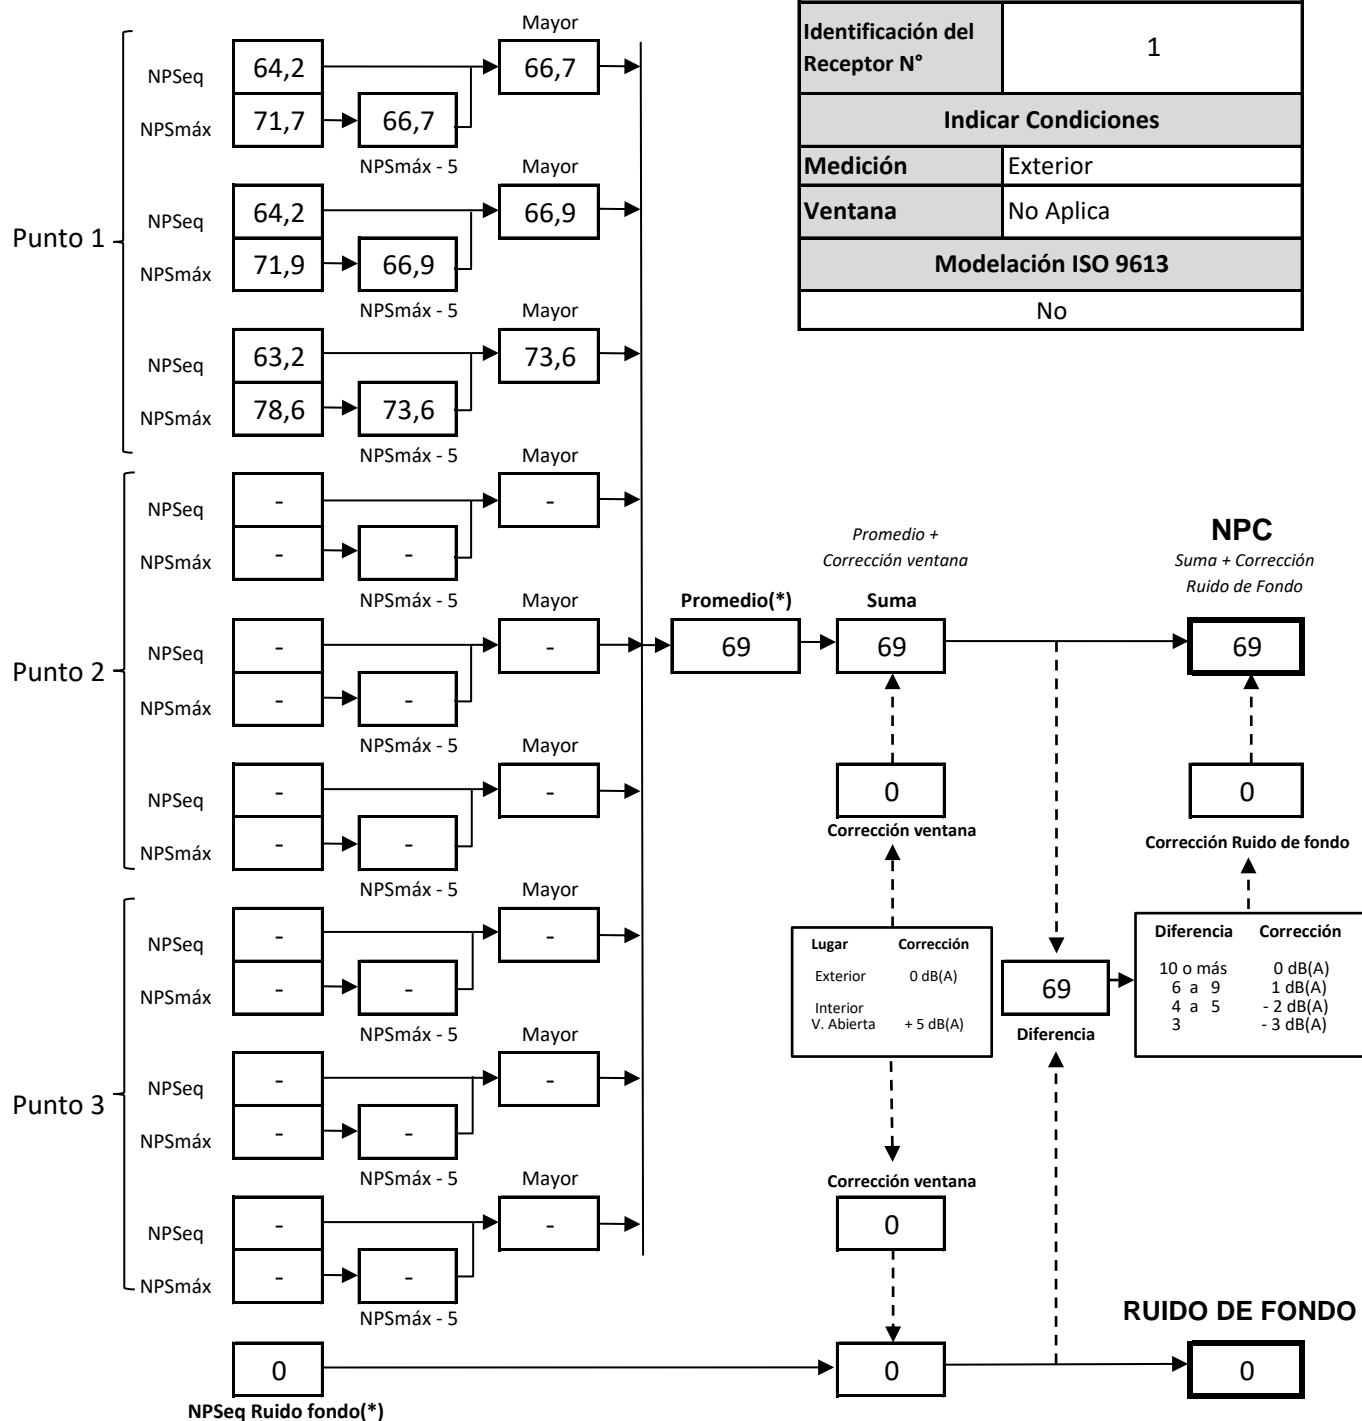 Identificación del
Receptor N°
1
Indicar Condiciones
Medición
Exterior
Ventana
No Aplica
Modelación ISO 9613
No
Punto 1
Mayor
NPSeq
64,2
66,7
NPSmáx
71,7
66,7
NPSmáx - 5
Mayor
NPSeq
64,2
66,9
NPSmáx
71,9
66,9
NPSmáx - 5
Mayor
NPSeq
63,2
73,6
NPSmáx
78,6
73,6
NPSmáx - 5
Punto 2
Mayor
NPSeq
-
-
NPSmáx
-
-
NPSmáx - 5
Mayor
NPSeq
-
-
NPSmáx
-
-
NPSmáx - 5
Mayor
NPSeq
-
-
NPSmáx
-
-
NPSmáx - 5
Punto 3
Mayor
NPSeq
-
-
NPSmáx
-
-
NPSmáx - 5
Mayor
NPSeq
-
-
NPSmáx
-
-
NPSmáx - 5
Mayor
NPSeq
-
-
NPSmáx
-
-
NPSmáx - 5
0
NPSeq Ruido fondo(*)
Promedio(*)
69
Promedio +
Corrección ventana
Suma
69
0
Corrección ventana
Lugar Corrección
Exterior 0 dB(A)
Interior
V. Abierta + 5 dB(A)
Corrección ventana
0
0
69
Diferencia
NPC
Suma + Corrección
Ruido de Fondo
69
0
Corrección Ruido de fondo
Diferencia Corrección
10 o más 0 dB(A)
6 a 9 1 dB(A)
4 a 5 - 2 dB(A)
3 - 3 dB(A)
RUIDO DE FONDO
0